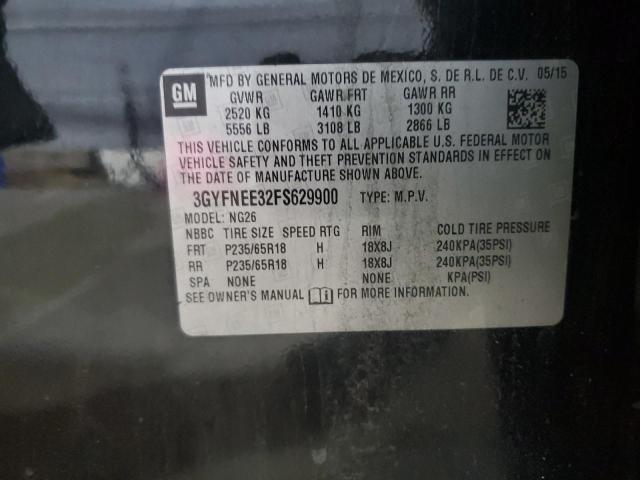 GM
MFD BY GENERAL MOTORS DE MEXICO, S. DE R.L. DE C.V. 05/15
GVWR GAWR FRT GAWR RR
2520 KG 1410 KG 1300 KG
5556 LB 3108 LB 2866 LB
THIS VEHICLE CONFORMS TO ALL APPLICABLE U.S. FEDERAL MOTOR
VEHICLE SAFETY AND THEFT PREVENTION STANDARDS IN EFFECT ON
THE DATE OF MANUFACTURE SHOWN ABOVE.
3GYFNEE32FS629900 TYPE: M.P.V.
MODEL: NG26
NBBC TIRE SIZE SPEED RTG RIM COLD TIRE PRESSURE
FRT P235/65R18 H 18X8J 240KPA(35PSI)
RR P235/65R18 H 18X8J 240KPA(35PSI)
SPA NONE NONE KPA(PSI)
SEE OWNER'S MANUAL FOR MORE INFORMATION.